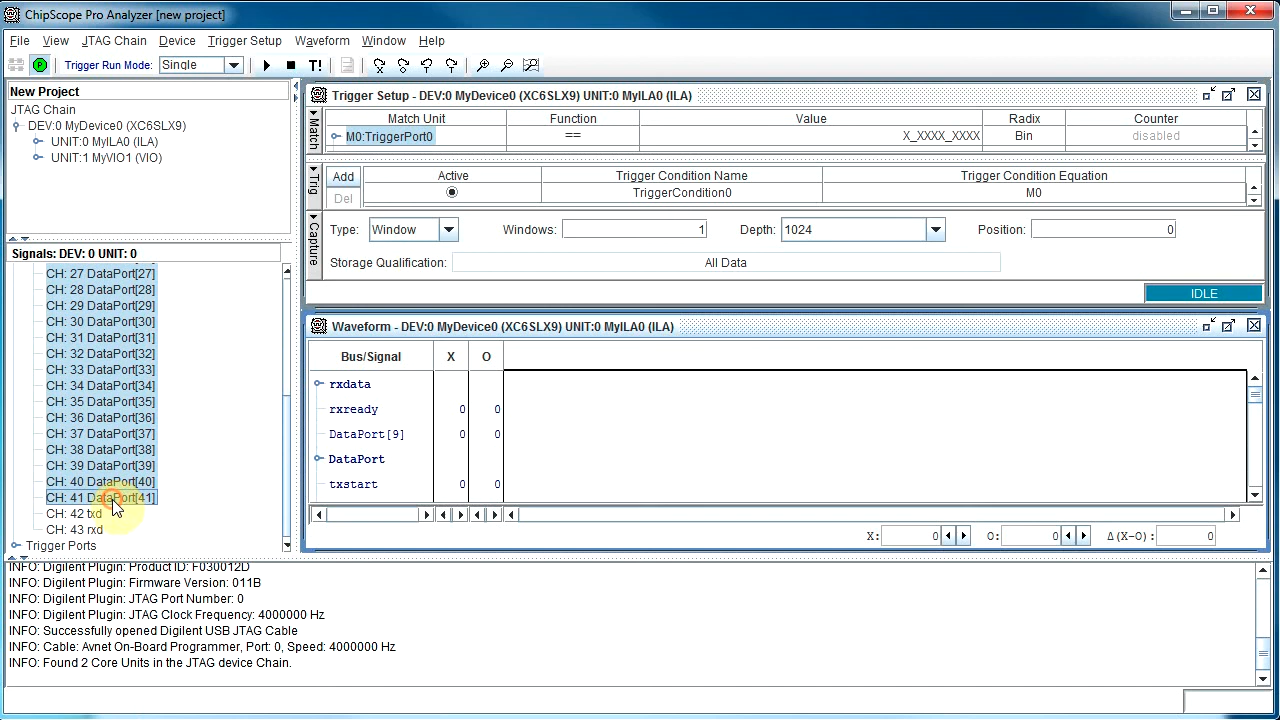 ChipScope Pro Analyzer [new project]
File View JTAG Chain Device Trigger Setup Waveform Window Help
Trigger Run Mode: Single T!
New Project
JTAG Chain
DEV:0 MyDevice0 (XC6SLX9)
UNIT:0 MyILA0 (ILA)
UNIT:1 MyVIO1 (VIO)
Signals: DEV: 0 UNIT: 0
CH: 27 DataPort[27]
CH: 28 DataPort[28]
CH: 29 DataPort[29]
CH: 30 DataPort[30]
CH: 31 DataPort[31]
CH: 32 DataPort[32]
CH: 33 DataPort[33]
CH: 34 DataPort[34]
CH: 35 DataPort[35]
CH: 36 DataPort[36]
CH: 37 DataPort[37]
CH: 38 DataPort[38]
CH: 39 DataPort[39]
CH: 40 DataPort[40]
CH: 41 DataPort[41]
CH: 42 txd
CH: 43 rxd
Trigger Ports
Trigger Setup - DEV:0 MyDevice0 (XC6SLX9) UNIT:0 MyILA0 (ILA)
Match
Match Unit Function Value Radix Counter
M0:TriggerPort0 == X_XXXX_XXXX Bin disabled
Trig
Add Active Trigger Condition Name Trigger Condition Equation
Del TriggerCondition0 M0
Capture
Type: Window Windows: 1 Depth: 1024 Position: 0
Storage Qualification: All Data
IDLE
Waveform - DEV:0 MyDevice0 (XC6SLX9) UNIT:0 MyILA0 (ILA)
Bus/Signal X O
rxdata
rxready 0 0
DataPort[9] 0 0
DataPort
txstart 0 0
X: 0 O: 0 Δ(X-O): 0
INFO: Digilent Plugin: Product ID: F030012D
INFO: Digilent Plugin: Firmware Version: 011B
INFO: Digilent Plugin: JTAG Port Number: 0
INFO: Digilent Plugin: JTAG Clock Frequency: 4000000 Hz
INFO: Successfully opened Digilent USB JTAG Cable
INFO: Cable: Avnet On-Board Programmer, Port: 0, Speed: 4000000 Hz
INFO: Found 2 Core Units in the JTAG device Chain.